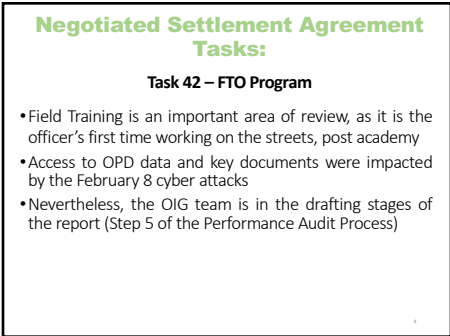 Negotiated Settlement Agreement
Tasks:
Task 42 – FTO Program
•Field Training is an important area of review, as it is the
officer's first time working on the streets, post academy
•Access to OPD data and key documents were impacted
by the February 8 cyber attacks
•Nevertheless, the OIG team is in the drafting stages of
the report (Step 5 of the Performance Audit Process)